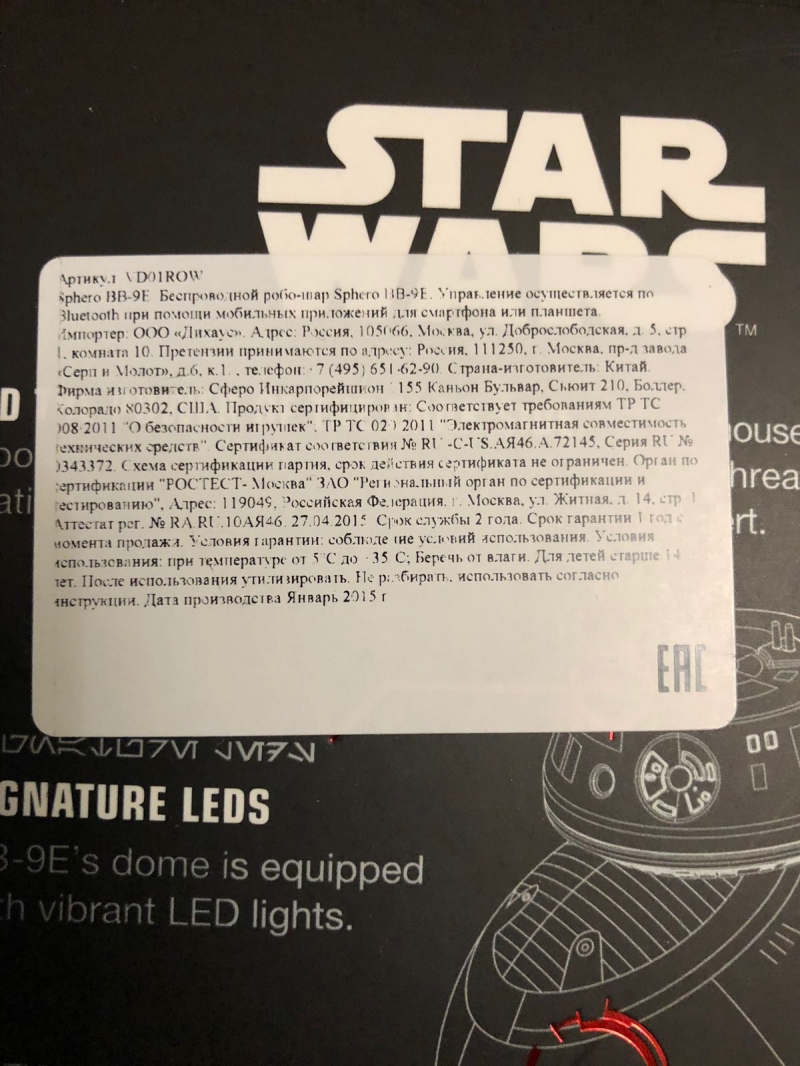 STAR
WARS
TM
Артикул VD01ROW
Sphero BB-9E Беспроводной робо-шар Sphero BB-9E. Управление осуществляется по
Bluetooth при помощи мобильных приложений для смартфона или планшета.
Импортер: ООО «Лихаус». Адрес: Россия, 105066, Москва, ул. Доброслободская, д. 5, стр
1, комната 10. Претензии принимаются по адресу: Россия, 111250, г. Москва, пр-д завода
«Серп и Молот», д.6, к.1. , телефон: 7 (495) 651-62-90. Страна-изготовитель: Китай.
Фирма изготовитель: Сферо Инкарпорейшион 155 Каньон Бульвар, Сьюит 210, Боллер,
Колорадо 80302, США. Продукт сертифицирован: Соответствует требованиям ТР ТС
008/2011 "О безопасности игрушек", ТР ТС 020 2011 "Электромагнитная совместимость
технических средств". Сертификат соответствия № RU -C-US.АЯ46.А.72145, Серия RU №
0343372. Схема сертификации партия, срок действия сертификата не ограничен. Орган по
сертификации "РОСТЕСТ- Москва" ЗАО "Региональный орган по сертификации и
тестированию", Адрес: 119049, Российская Федерация, г. Москва, ул. Житная, д. 14, стр 1
Аттестат рег. № RA.RU.10АЯ46. 27.04.2015 Срок службы 2 года. Срок гарантии 1 год с
момента продажи. Условия гарантии: соблюдение условий использования. Условия
использования: при температуре от 5°С до 35 С; Беречь от влаги. Для детей старше 14
лет. После использования утилизировать. Не разбирать, использовать согласно
инструкции. Дата производства Январь 2015 г
EAC
GNATURE LEDS
B-9E's dome is equipped
h vibrant LED lights.